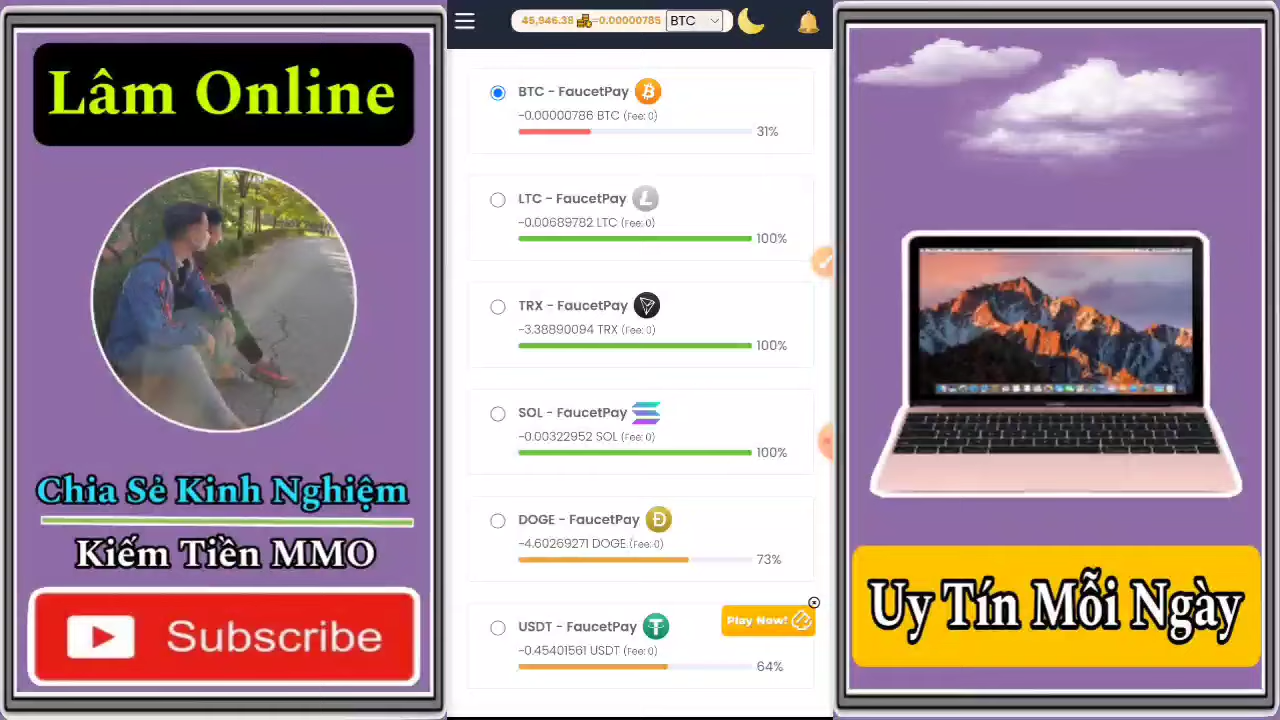 Lâm Online
Chia Sẻ Kinh Nghiệm
Kiếm Tiền MMO
Subscribe
45,946.38 =0.00000785 BTC
BTC - FaucetPay
~0.00000786 BTC (Fee: 0)
31%
LTC - FaucetPay
~0.00689782 LTC (Fee: 0)
100%
TRX - FaucetPay
~3.38890094 TRX (Fee: 0)
100%
SOL - FaucetPay
~0.00322952 SOL (Fee: 0)
100%
DOGE - FaucetPay
~4.60269271 DOGE (Fee: 0)
73%
USDT - FaucetPay
~0.45401561 USDT (Fee: 0)
64%
Play Now!
Uy Tín Mỗi Ngày